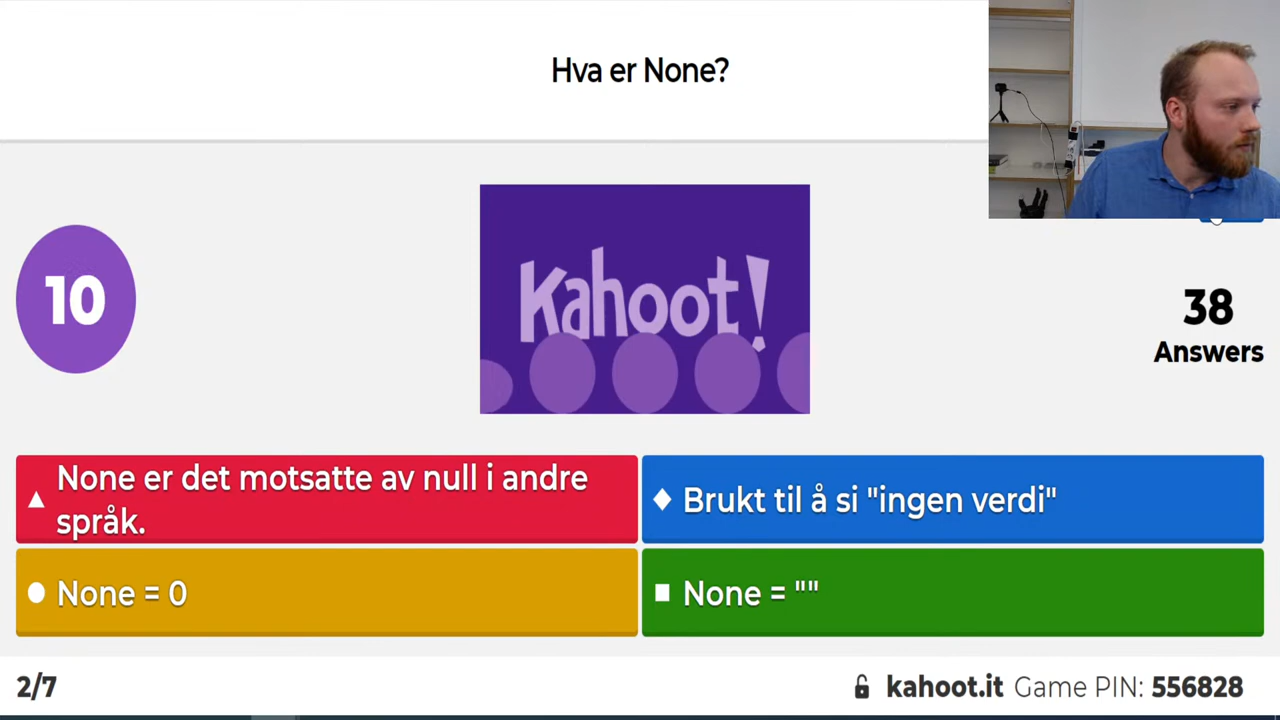 Hva er None?
10
Kahoot!
38
Answers
None er det motsatte av null i andre
språk.
Brukt til å si "ingen verdi"
None = 0
None = ""
2/7
kahoot.it Game PIN: 556828